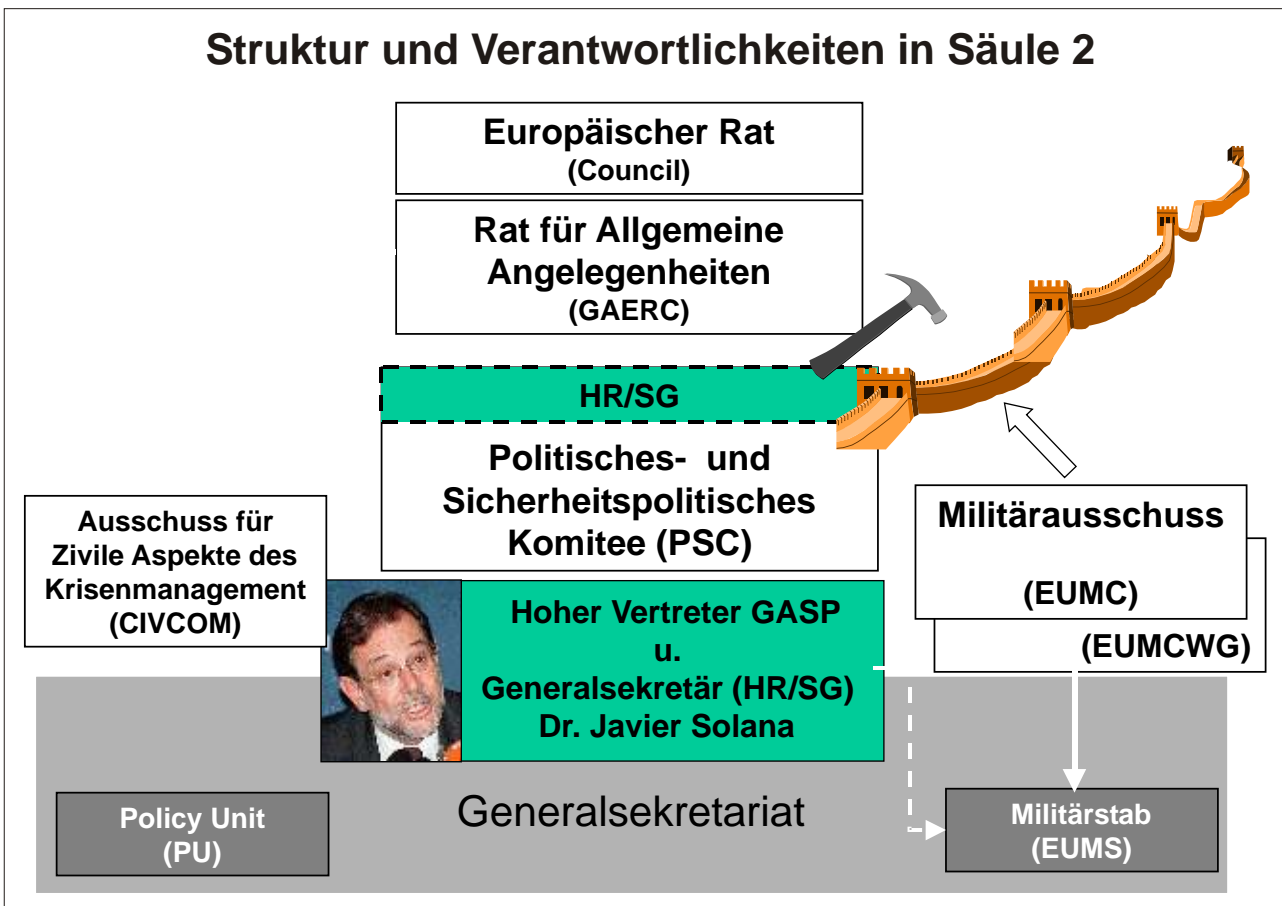 Struktur und Verantwortlichkeiten in Säule 2
Europäischer Rat
(Council)
Rat für Allgemeine
Angelegenheiten
(GAERC)
HR/SG
Politisches- und
Sicherheitspolitisches
Komitee (PSC)
Ausschuss für
Zivile Aspekte des
Krisenmanagement
(CIVCOM)
Militärausschuss
(EUMC)
(EUMCWG)
Hoher Vertreter GASP
u.
Generalsekretär (HR/SG)
Dr. Javier Solana
Generalsekretariat
Policy Unit
(PU)
Militärstab
(EUMS)